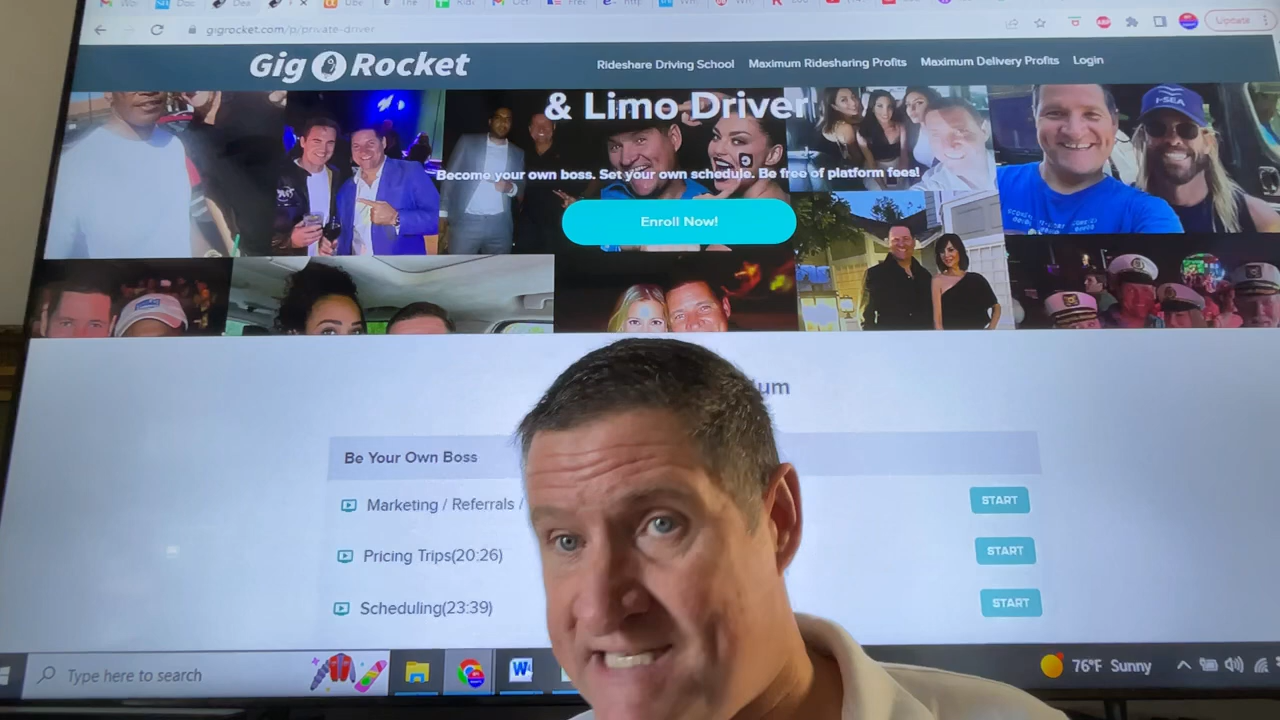 gigrocket.com/p/private-driver
Update
Gig Rocket
Rideshare Driving School Maximum Ridesharing Profits Maximum Delivery Profits Login
& Limo Driver
Become your own boss. Set your own schedule. Be free of platform fees!
Enroll Now!
I-SEA
Be Your Own Boss
Marketing / Referrals /
START
Pricing Trips(20:26)
START
Scheduling(23:39)
START
Type here to search
W
76°F Sunny